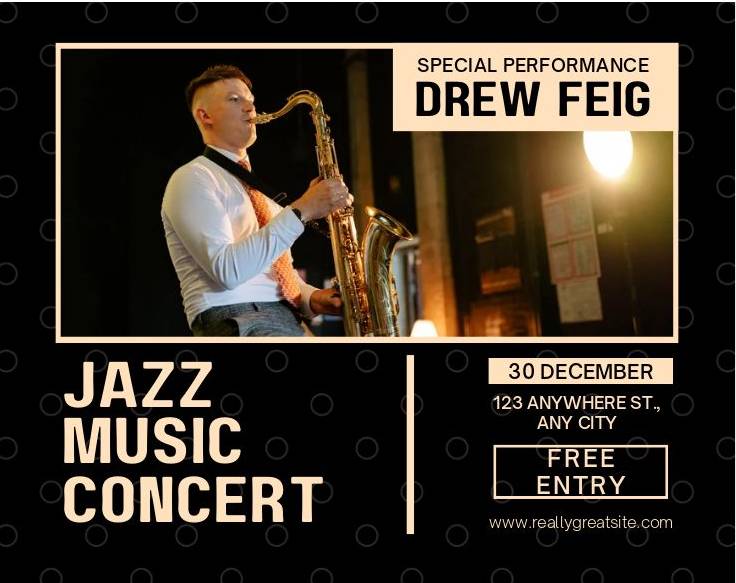 SPECIAL PERFORMANCE
DREW FEIG
JAZZ
MUSIC
CONCERT
30 DECEMBER
123 ANYWHERE ST.,
ANY CITY
FREE
ENTRY
www.reallygreatsite.com